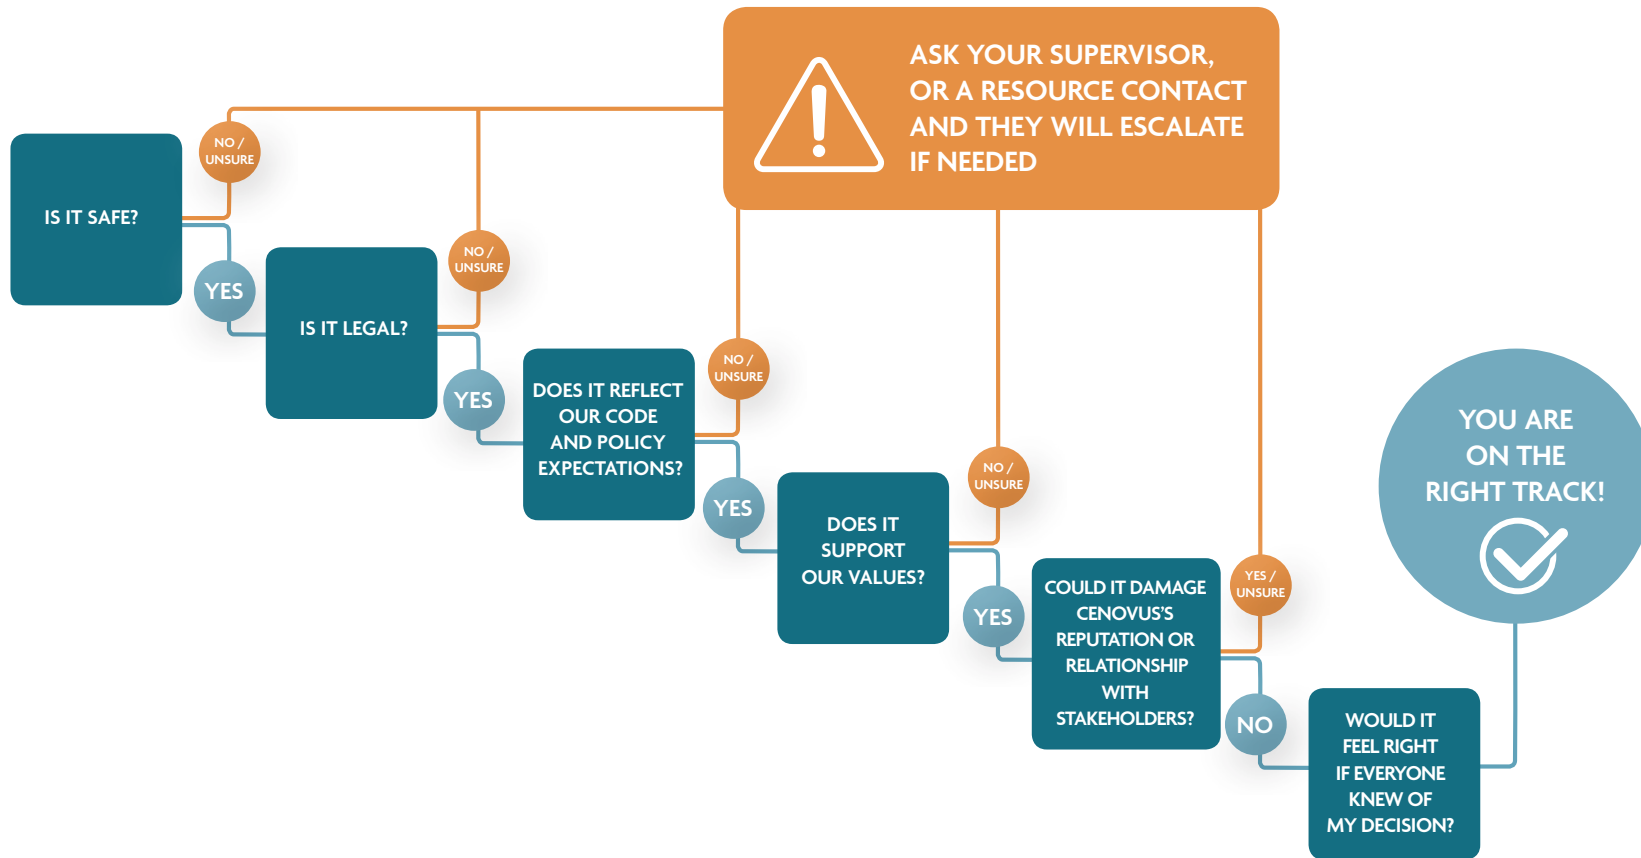 ASK YOUR SUPERVISOR,
OR A RESOURCE CONTACT
AND THEY WILL ESCALATE
IF NEEDED
IS IT SAFE?
NO /
UNSURE
YES
IS IT LEGAL?
NO /
UNSURE
YES
DOES IT REFLECT
OUR CODE
AND POLICY
EXPECTATIONS?
NO /
UNSURE
YES
DOES IT
SUPPORT
OUR VALUES?
NO /
UNSURE
YES
COULD IT DAMAGE
CENOVUS'S
REPUTATION OR
RELATIONSHIP
WITH
STAKEHOLDERS?
YES /
UNSURE
NO
WOULD IT
FEEL RIGHT
IF EVERYONE
KNEW OF
MY DECISION?
YOU ARE
ON THE
RIGHT TRACK!